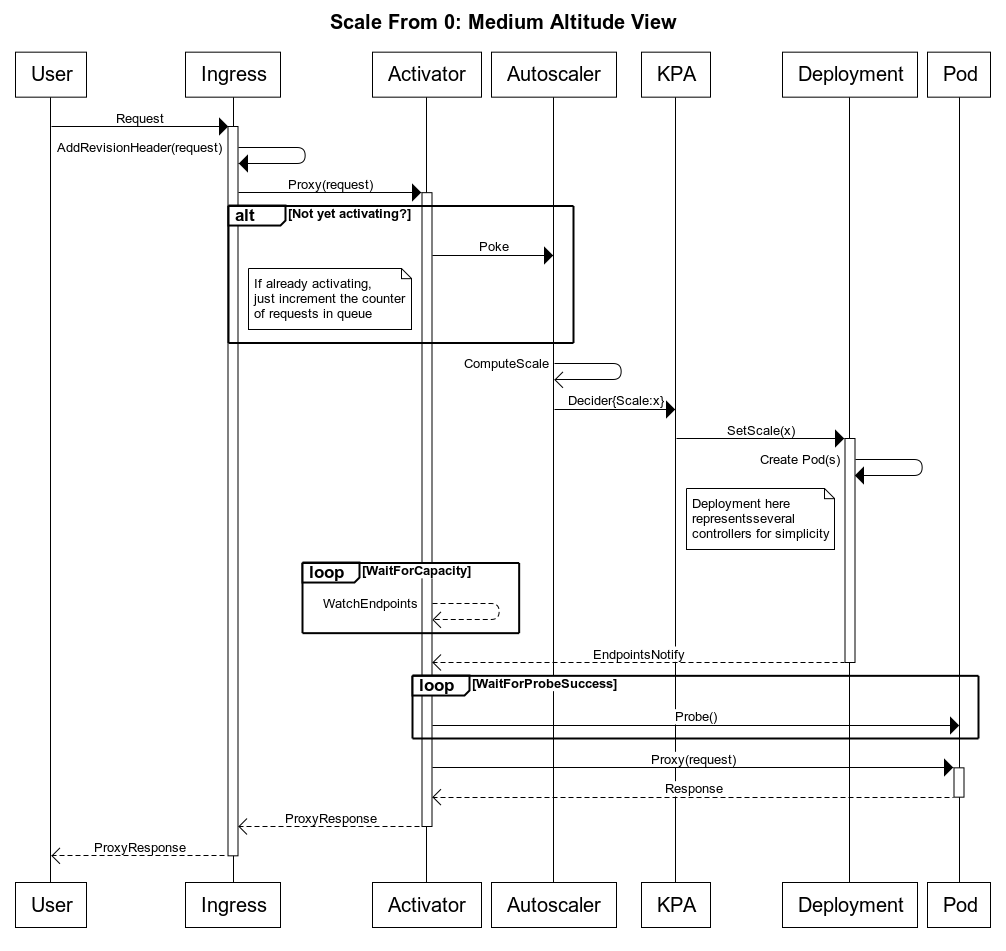 Scale From 0: Medium Altitude View
User
Ingress
Activator
Autoscaler
KPA
Deployment
Pod
Request
AddRevisionHeader(request)
Proxy(request)
alt
[Not yet activating?]
Poke
If already activating,
just increment the counter
of requests in queue
ComputeScale
Decider{Scale:x}
SetScale(x)
Create Pod(s)
Deployment here
representsseveral
controllers for simplicity
loop
[WaitForCapacity]
WatchEndpoints
EndpointsNotify
loop
[WaitForProbeSuccess]
Probe()
Proxy(request)
Response
ProxyResponse
ProxyResponse
User
Ingress
Activator
Autoscaler
KPA
Deployment
Pod